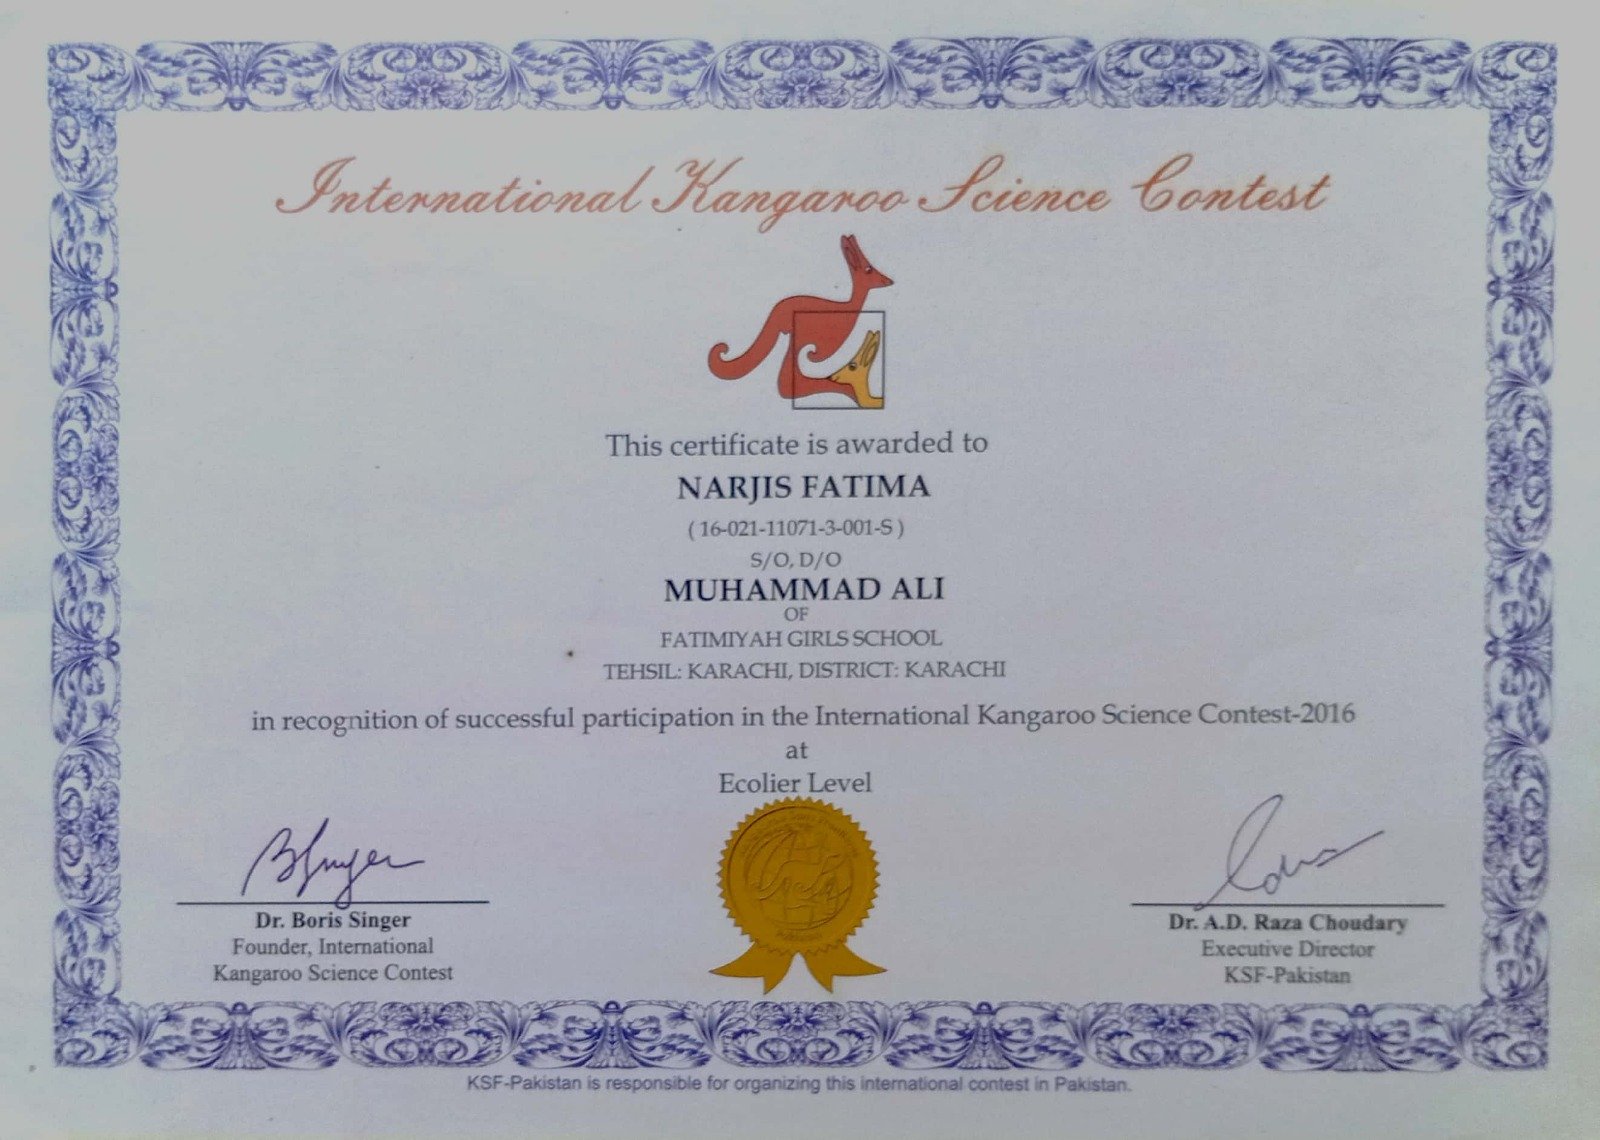 International Kangaroo Science Contest
This certificate is awarded to
NARJIS FATIMA
( 16-021-11071-3-001-S )
S/O, D/O
MUHAMMAD ALI
OF
FATIMIYAH GIRLS SCHOOL
TEHSIL: KARACHI, DISTRICT: KARACHI
in recognition of successful participation in the International Kangaroo Science Contest-2016
at
Ecolier Level
BSinger
Dr. Boris Singer
Founder, International
Kangaroo Science Contest
Dr. A.D. Raza Choudary
Executive Director
KSF-Pakistan
KSF-Pakistan is responsible for organizing this international contest in Pakistan.